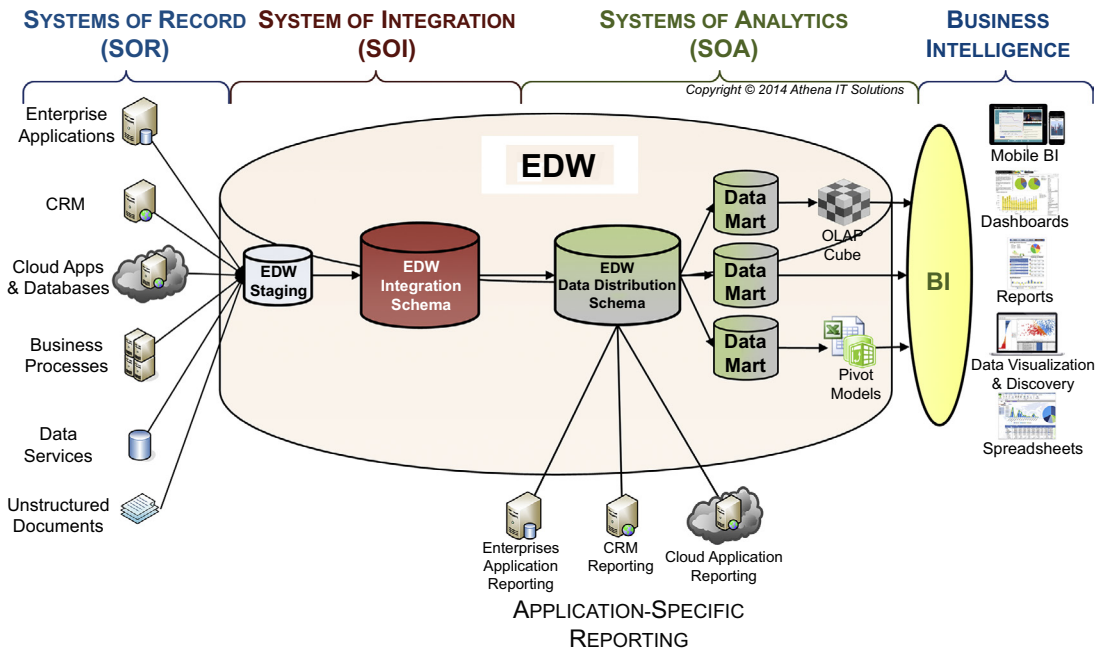 SYSTEMS OF RECORD
(SOR)
SYSTEM OF INTEGRATION
(SOI)
SYSTEMS OF ANALYTICS
(SOA)
BUSINESS
INTELLIGENCE
Copyright © 2014 Athena IT Solutions
Enterprise
Applications
CRM
Cloud Apps
& Databases
Business
Processes
Data
Services
Unstructured
Documents
EDW
EDW
Staging
EDW
Integration
Schema
EDW
Data Distribution
Schema
Data
Mart
OLAP
Cube
Data
Mart
Data
Mart
Pivot
Models
BI
Mobile BI
Dashboards
Reports
Data Visualization
& Discovery
Spreadsheets
Enterprises
Application
Reporting
CRM
Reporting
Cloud Application
Reporting
APPLICATION-SPECIFIC
REPORTING